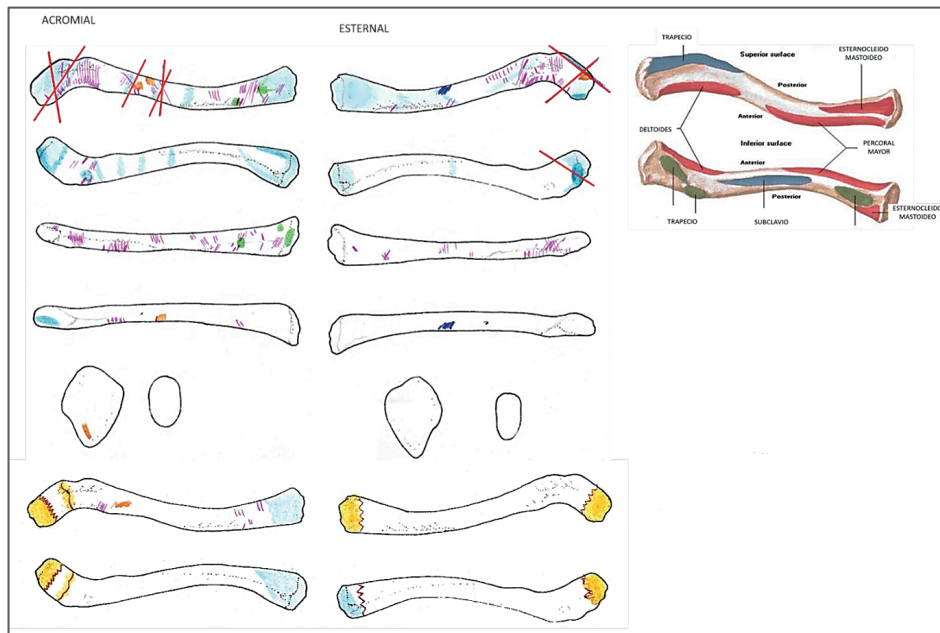 ACROMIAL
ESTERNAL
TRAPECIO
Superior surface
ESTERNOCLEIDO
MASTOIDEO
Posterior
Anterior
DELTOIDES
PERCORAL
MAYOR
Inferior surface
Anterior
Posterior
ESTERNOCLEIDO
MASTOIDEO
TRAPECIO
SUBCLAVIO